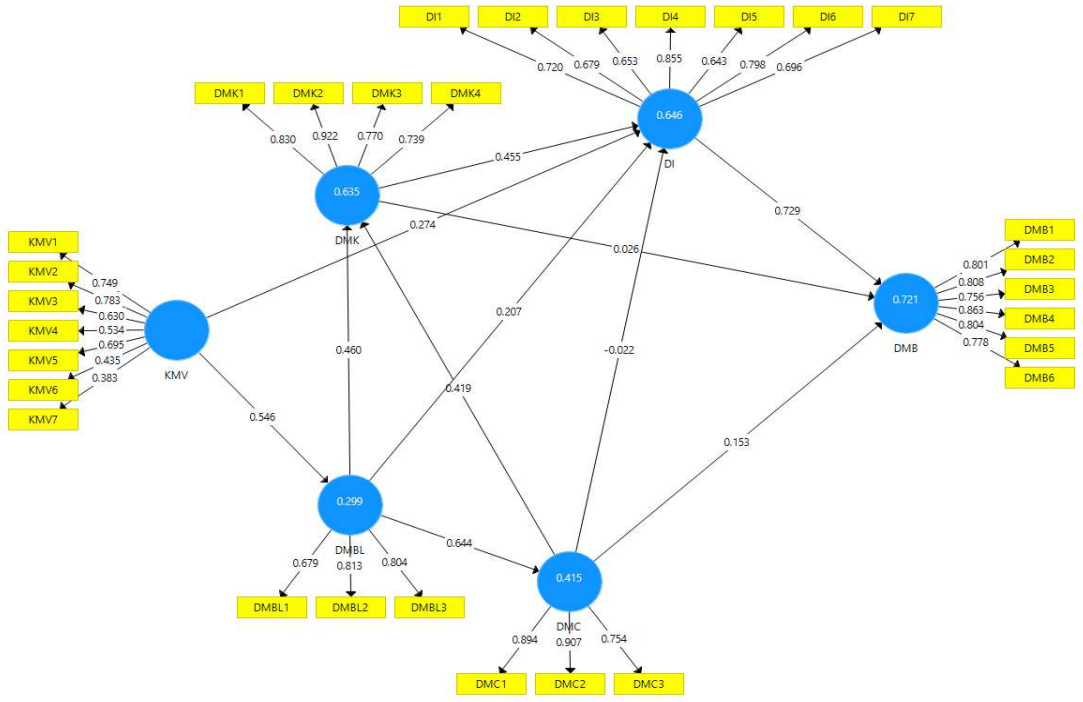 DI1 DI2 DI3 DI4 DI5 DI6 DI7
0.720 0.679 0.653 0.855 0.643 0.798 0.696
DMK1 DMK2 DMK3 DMK4
0.830 0.922 0.770 0.739
0.646
DI
0.455
0.635
DMK
0.274
0.729
0.026
KMV1
KMV2
KMV3
KMV4
KMV5
KMV6
KMV7
0.749
0.783
0.630
0.534
0.695
0.435
0.383
KMV
DMB1
DMB2
DMB3
DMB4
DMB5
DMB6
0.801
0.808
0.756
0.863
0.804
0.778
0.721
DMB
0.207
0.460
-0.022
0.419
0.546
0.153
0.299
DMBL
0.644
0.679 0.813 0.804
DMBL1 DMBL2 DMBL3
0.415
DMC
0.894 0.907 0.754
DMC1 DMC2 DMC3